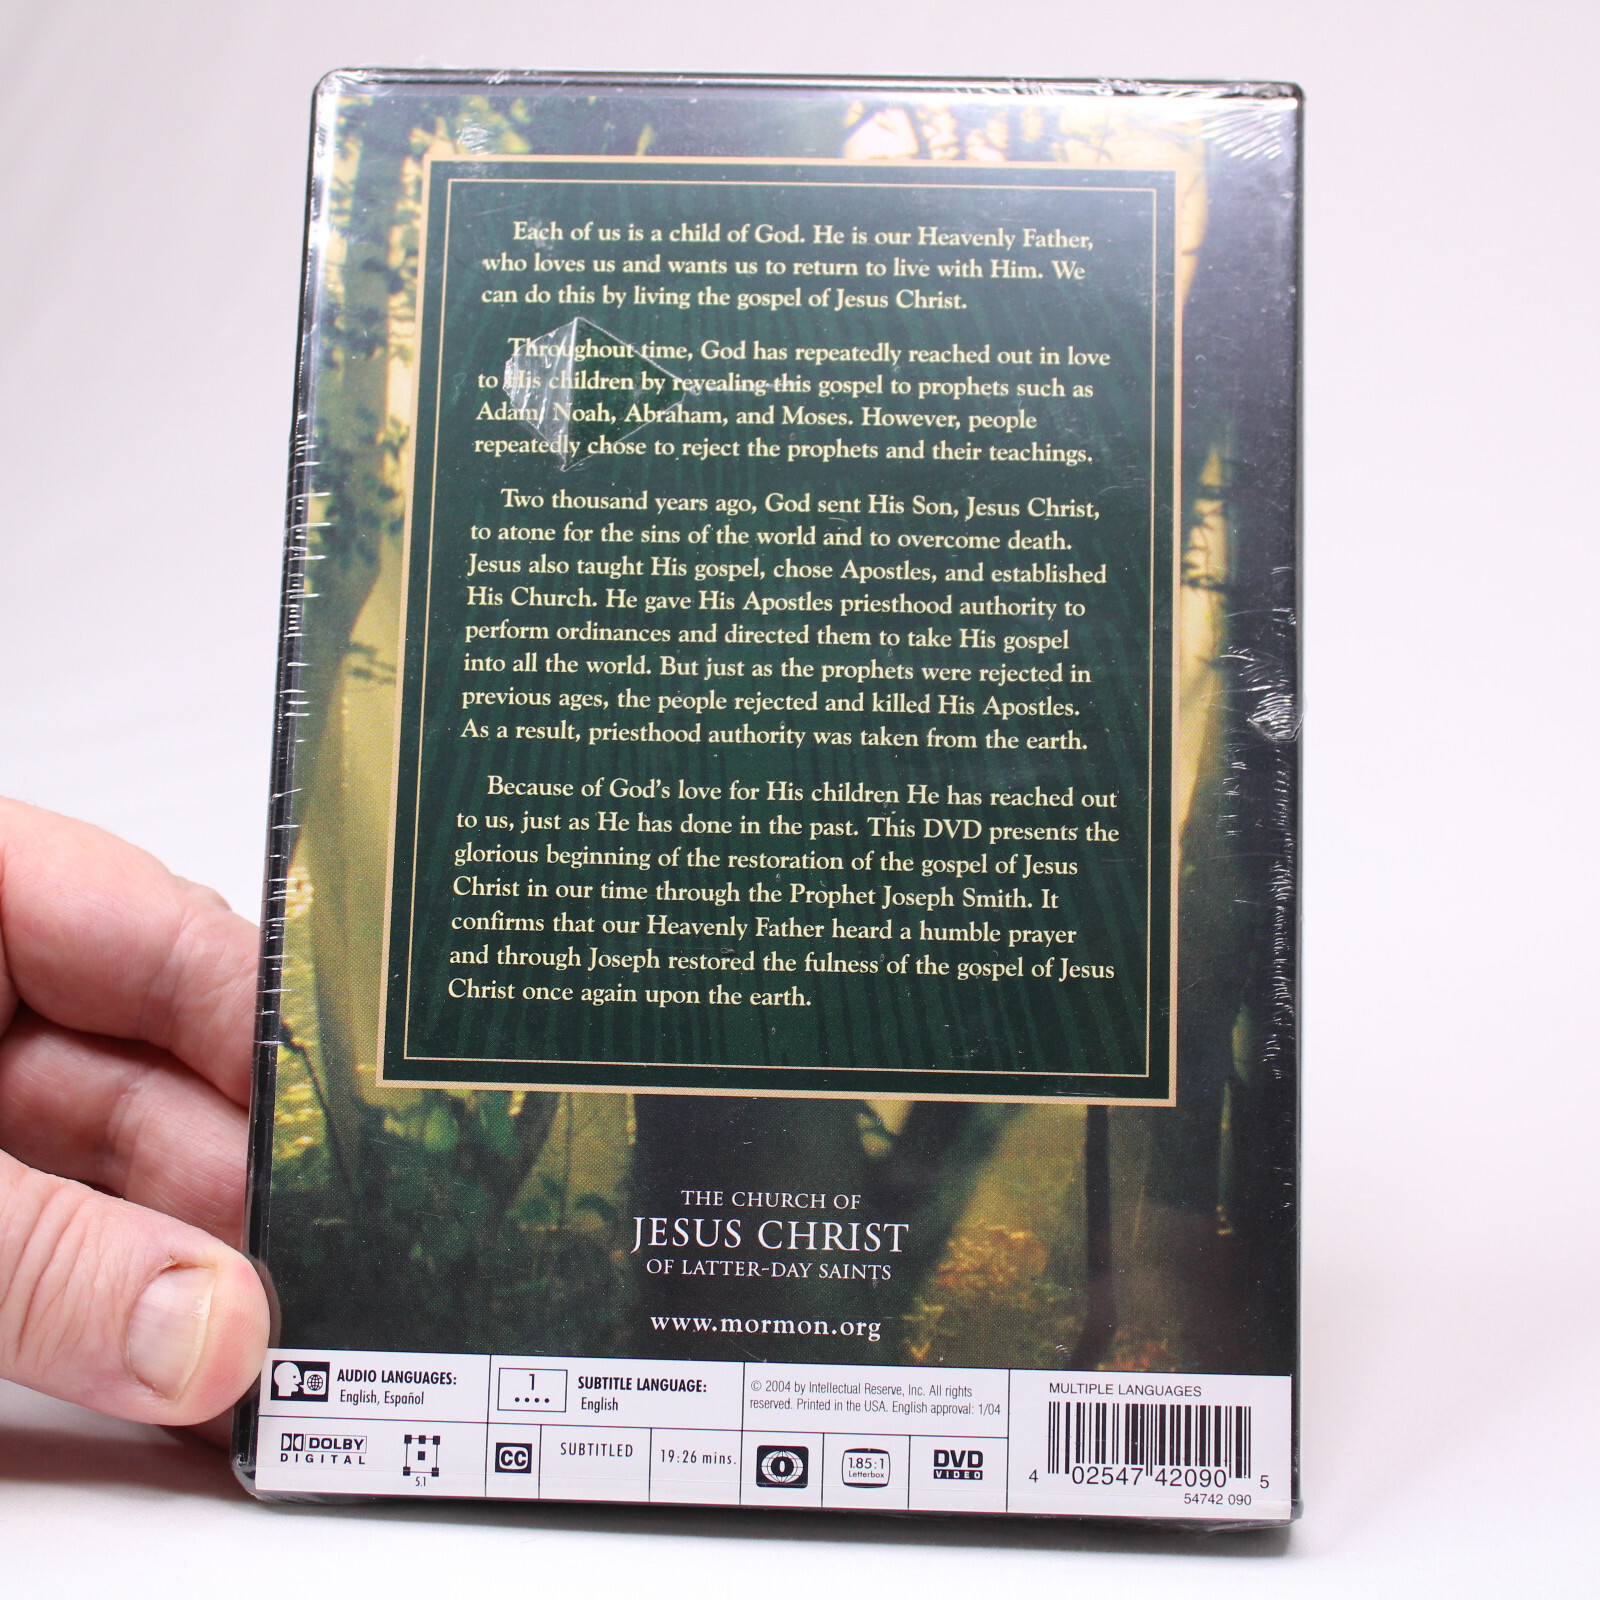 Each of us is a child of God. He is our Heavenly Father,
who loves us and wants us to return to live with Him. We
can do this by living the gospel of Jesus Christ.
Throughout time, God has repeatedly reached out in love
to His children by revealing this gospel to prophets such as
Adam, Noah, Abraham, and Moses. However, people
repeatedly chose to reject the prophets and their teachings.
Two thousand years ago, God sent His Son, Jesus Christ,
to atone for the sins of the world and to overcome death.
Jesus also taught His gospel, chose Apostles, and established
His Church. He gave His Apostles priesthood authority to
perform ordinances and directed them to take His gospel
into all the world. But just as the prophets were rejected in
previous ages, the people rejected and killed His Apostles.
As a result, priesthood authority was taken from the earth.
Because of God's love for His children He has reached out
to us, just as He has done in the past. This DVD presents the
glorious beginning of the restoration of the gospel of Jesus
Christ in our time through the Prophet Joseph Smith. It
confirms that our Heavenly Father heard a humble prayer
and through Joseph restored the fulness of the gospel of Jesus
Christ once again upon the earth.
THE CHURCH OF
JESUS CHRIST
OF LATTER-DAY SAINTS
www.mormon.org
AUDIO LANGUAGES:
English, Español
1
....
SUBTITLE LANGUAGE:
English
© 2004 by Intellectual Reserve, Inc. All rights
reserved. Printed in the USA. English approval: 1/04
MULTIPLE LANGUAGES
DOLBY
DIGITAL
5.1
CC
SUBTITLED
19:26 mins.
1.85:1
Letterbox
DVD
VIDEO
4 02547 42090 5
54742 090